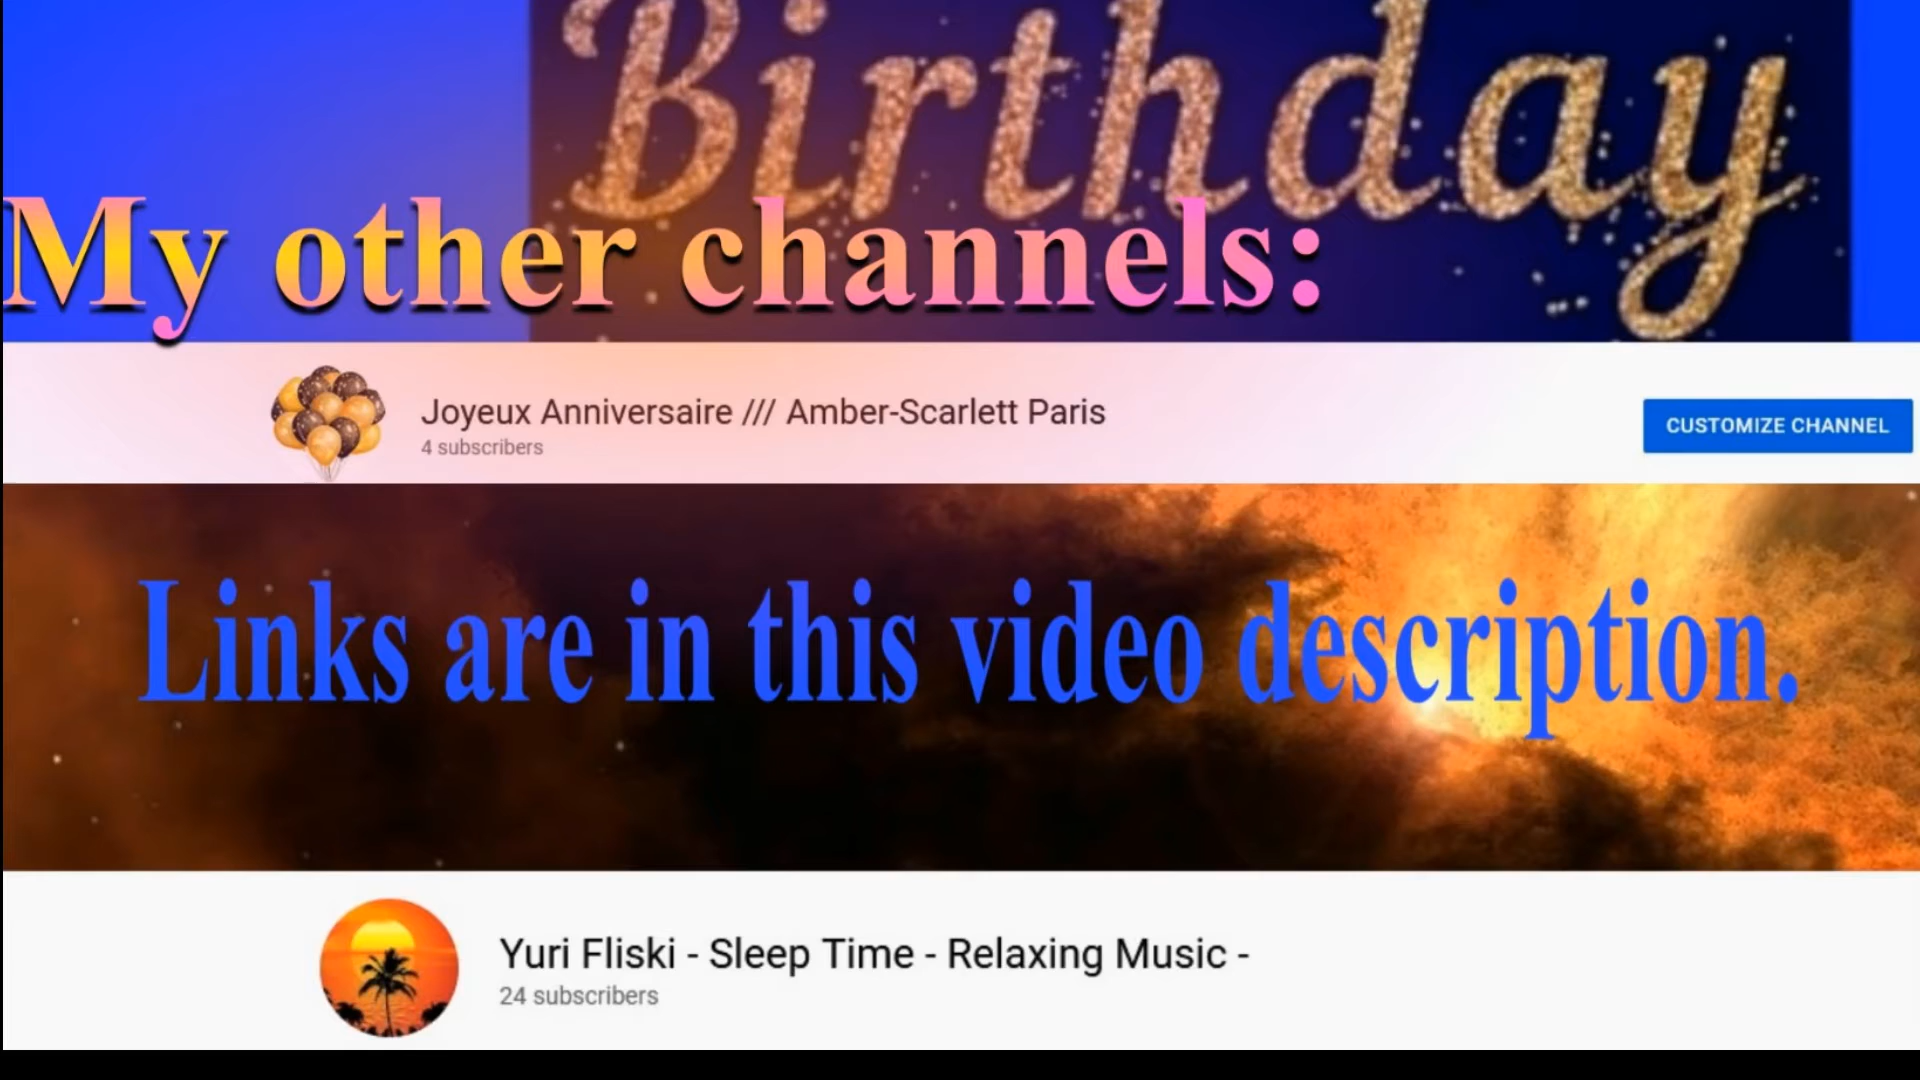 Birthday
My other channels:
Joyeux Anniversaire /// Amber-Scarlett Paris
4 subscribers
CUSTOMIZE CHANNEL
Links are in this video description.
Yuri Fliski - Sleep Time - Relaxing Music -
24 subscribers